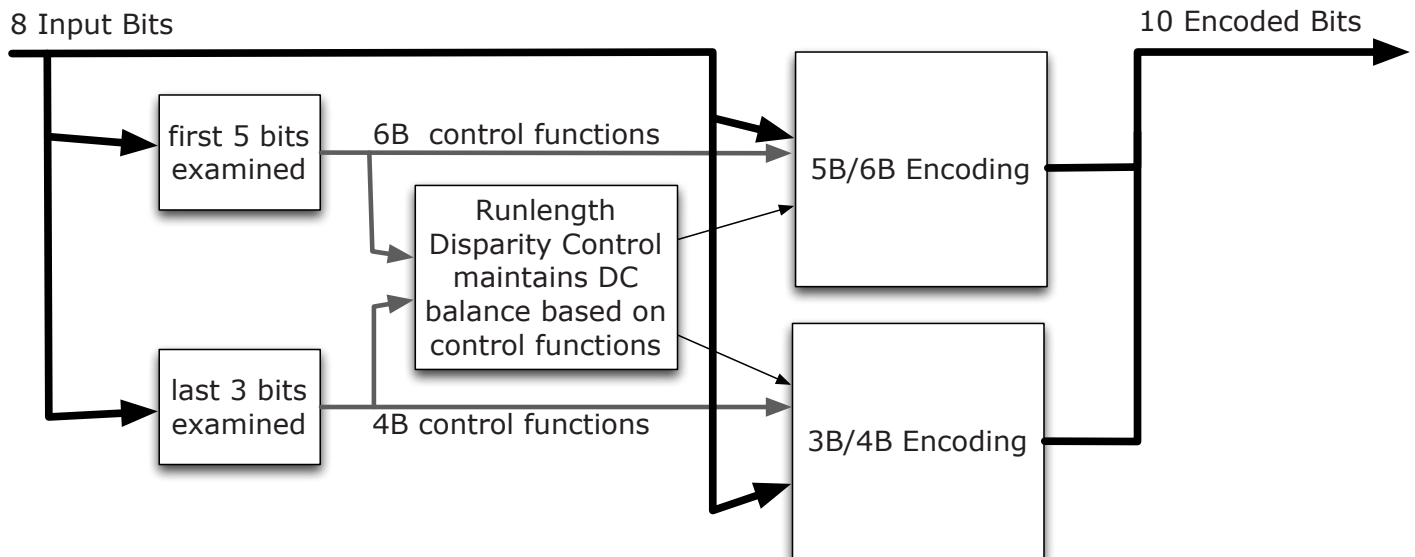 8 Input Bits
10 Encoded Bits
first 5 bits
examined
6B control functions
5B/6B Encoding
Runlength
Disparity Control
maintains DC
balance based on
control functions
last 3 bits
examined
4B control functions
3B/4B Encoding